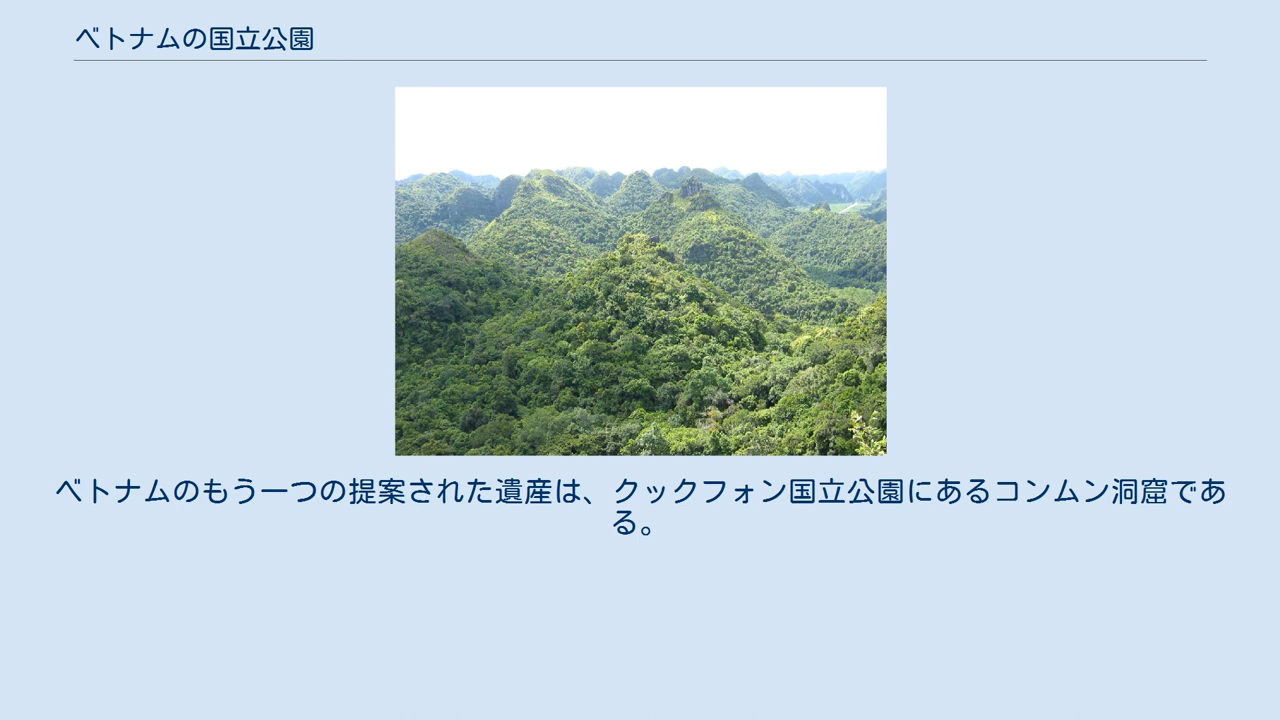 ベトナムの国立公園
ベトナムのもう一つの提案された遺産は、クックフォン国立公園にあるコンムン洞窟であ
る。